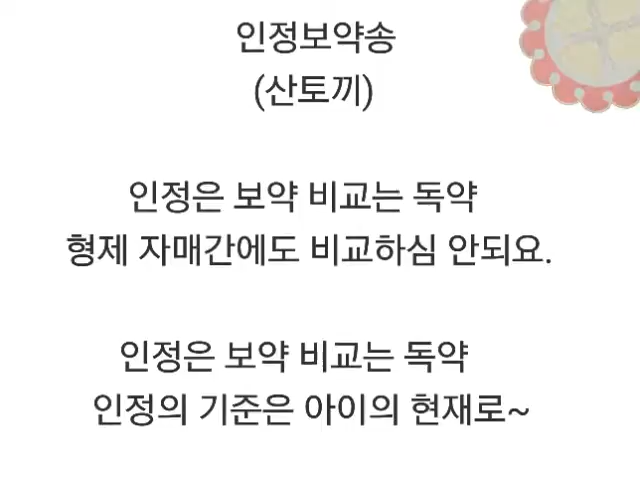 인정보약송
(산토끼)
인정은 보약 비교는 독약
형제 자매간에도 비교하심 안되요.
인정은 보약 비교는 독약
인정의 기준은 아이의 현재로~